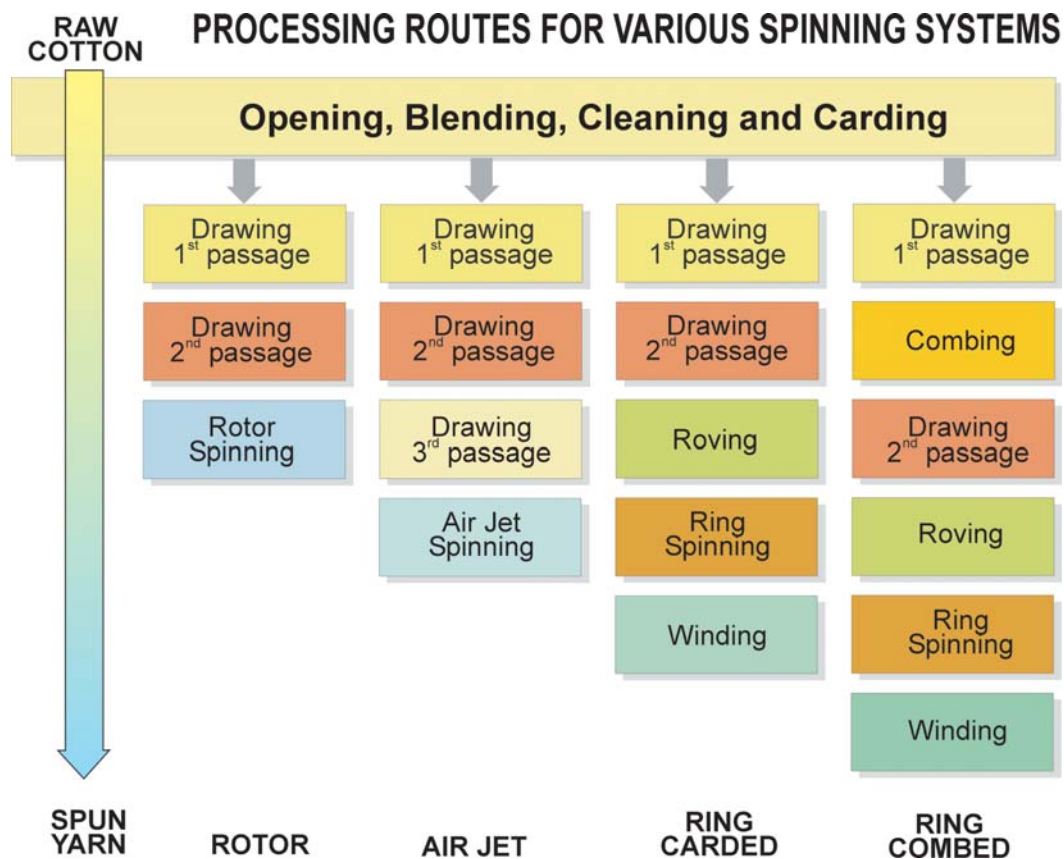 RAW
COTTON
PROCESSING ROUTES FOR VARIOUS SPINNING SYSTEMS
Opening, Blending, Cleaning and Carding
Drawing
1st passage
Drawing
2nd passage
Rotor
Spinning
Drawing
1st passage
Drawing
2nd passage
Drawing
3rd passage
Air Jet
Spinning
Drawing
1st passage
Drawing
2nd passage
Roving
Ring
Spinning
Winding
Drawing
1st passage
Combing
Drawing
2nd passage
Roving
Ring
Spinning
Winding
SPUN
YARN
ROTOR
AIR JET
RING
CARDED
RING
COMBED